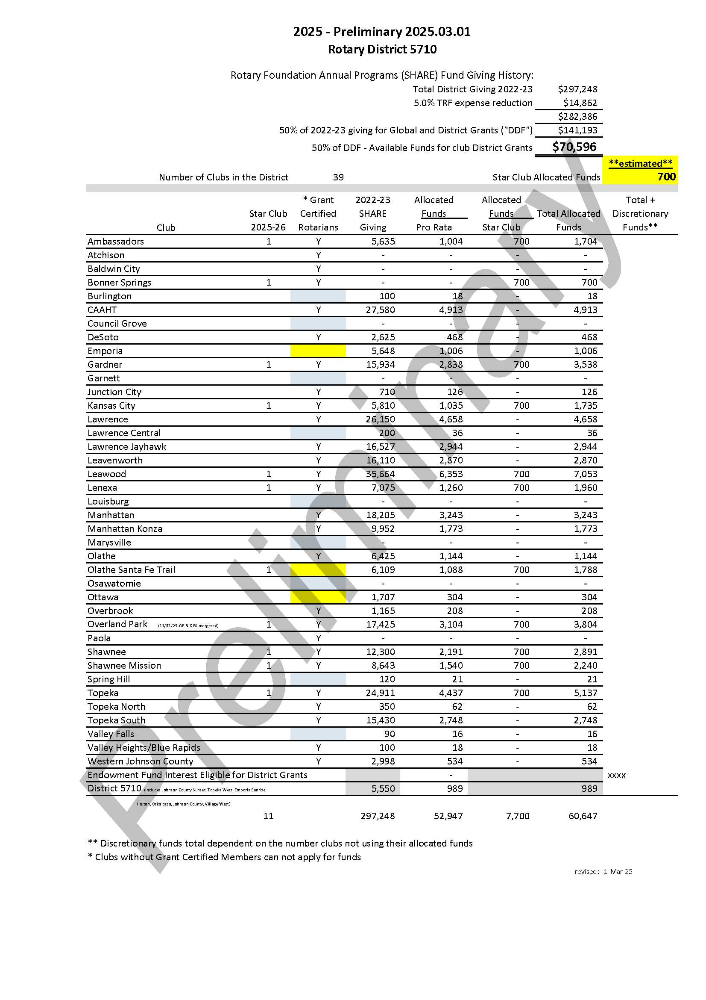 2025 - Preliminary 2025.03.01
Rotary District 5710
Rotary Foundation Annual Programs (SHARE) Fund Giving History:
Total District Giving 2022-23 $297,248
5.0% TRF expense reduction $14,862
$282,386
50% of 2022-23 giving for Global and District Grants ("DDF") $141,193
50% of DDF - Available Funds for club District Grants $70,596
**estimated**
Number of Clubs in the District 39 Star Club Allocated Funds 700
* Grant 2022-23 Allocated Allocated Total +
Star Club Certified SHARE Funds Funds Total Allocated Discretionary
Club 2025-26 Rotarians Giving Pro Rata Star Club Funds Funds**
Ambassadors 1 Y 5,635 1,004 700 1,704
Atchison Y - - - -
Baldwin City Y - - - -
Bonner Springs 1 Y - - 700 700
Burlington 100 18 - 18
CAAHT Y 27,580 4,913 - 4,913
Council Grove - - - -
DeSoto Y 2,625 468 - 468
Emporia 5,648 1,006 - 1,006
Gardner 1 Y 15,934 2,838 700 3,538
Garnett - - - -
Junction City Y 710 126 - 126
Kansas City 1 Y 5,810 1,035 700 1,735
Lawrence Y 26,150 4,658 - 4,658
Lawrence Central 200 36 - 36
Lawrence Jayhawk Y 16,527 2,944 - 2,944
Leavenworth Y 16,110 2,870 - 2,870
Leawood 1 Y 35,664 6,353 700 7,053
Lenexa 1 Y 7,075 1,260 700 1,960
Louisburg - - - -
Manhattan Y 18,205 3,243 - 3,243
Manhattan Konza Y 9,952 1,773 - 1,773
Marysville - - - -
Olathe Y 6,425 1,144 - 1,144
Olathe Santa Fe Trail 1 6,109 1,088 700 1,788
Osawatomie - - - -
Ottawa 1,707 304 - 304
Overbrook Y 1,165 208 - 208
Overland Park (01/01/25-OP & OPS mergered) 1 Y 17,425 3,104 700 3,804
Paola Y - - - -
Shawnee 1 Y 12,300 2,191 700 2,891
Shawnee Mission 1 Y 8,643 1,540 700 2,240
Spring Hill 120 21 - 21
Topeka 1 Y 24,911 4,437 700 5,137
Topeka North Y 350 62 - 62
Topeka South Y 15,430 2,748 - 2,748
Valley Falls 90 16 - 16
Valley Heights/Blue Rapids Y 100 18 - 18
Western Johnson County Y 2,998 534 - 534
Endowment Fund Interest Eligible for District Grants - xxxx
District 5710 (includes Johnson County Sunset, Topeka West, Emporia Sunrise, 5,550 989 989
Holton, Oskalossa, Johnson County, Village West)
11 297,248 52,947 7,700 60,647
** Discretionary funds total dependent on the number clubs not using their allocated funds
* Clubs without Grant Certified Members can not apply for funds
revised: 1-Mar-25
Preliminary